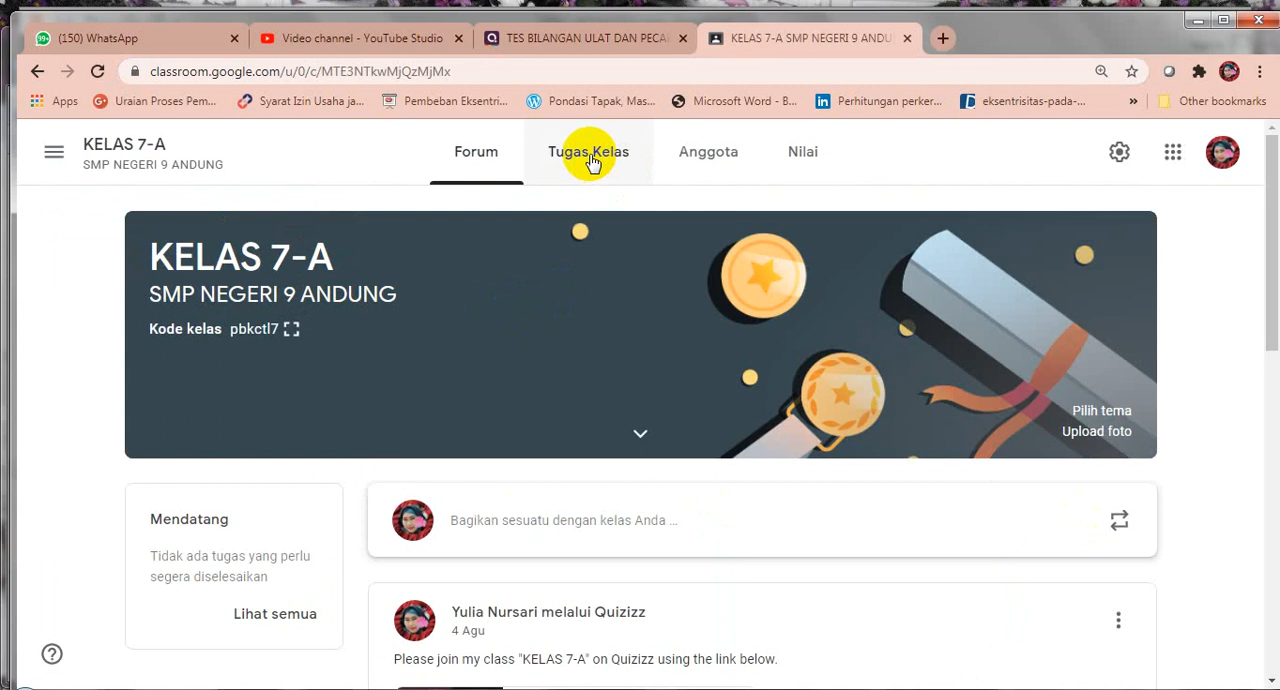 99+ (150) WhatsApp
Video channel - YouTube Studio
TES BILANGAN ULAT DAN PECA
KELAS 7-A SMP NEGERI 9 ANDU
classroom.google.com/u/0/c/MTE3NTkwMjQzMjMx
Apps
Uraian Proses Pem...
Syarat Izin Usaha ja...
Pembeban Eksentri...
Pondasi Tapak, Mas...
Microsoft Word - B...
Perhitungan perker...
eksentrisitas-pada-...
Other bookmarks
KELAS 7-A
SMP NEGERI 9 ANDUNG
Forum
Tugas Kelas
Anggota
Nilai
KELAS 7-A
SMP NEGERI 9 ANDUNG
Kode kelas pbkctl7
Pilih tema
Upload foto
Mendatang
Tidak ada tugas yang perlu
segera diselesaikan
Lihat semua
Bagikan sesuatu dengan kelas Anda ...
Yulia Nursari melalui Quizizz
4 Agu
Please join my class "KELAS 7-A" on Quizizz using the link below.